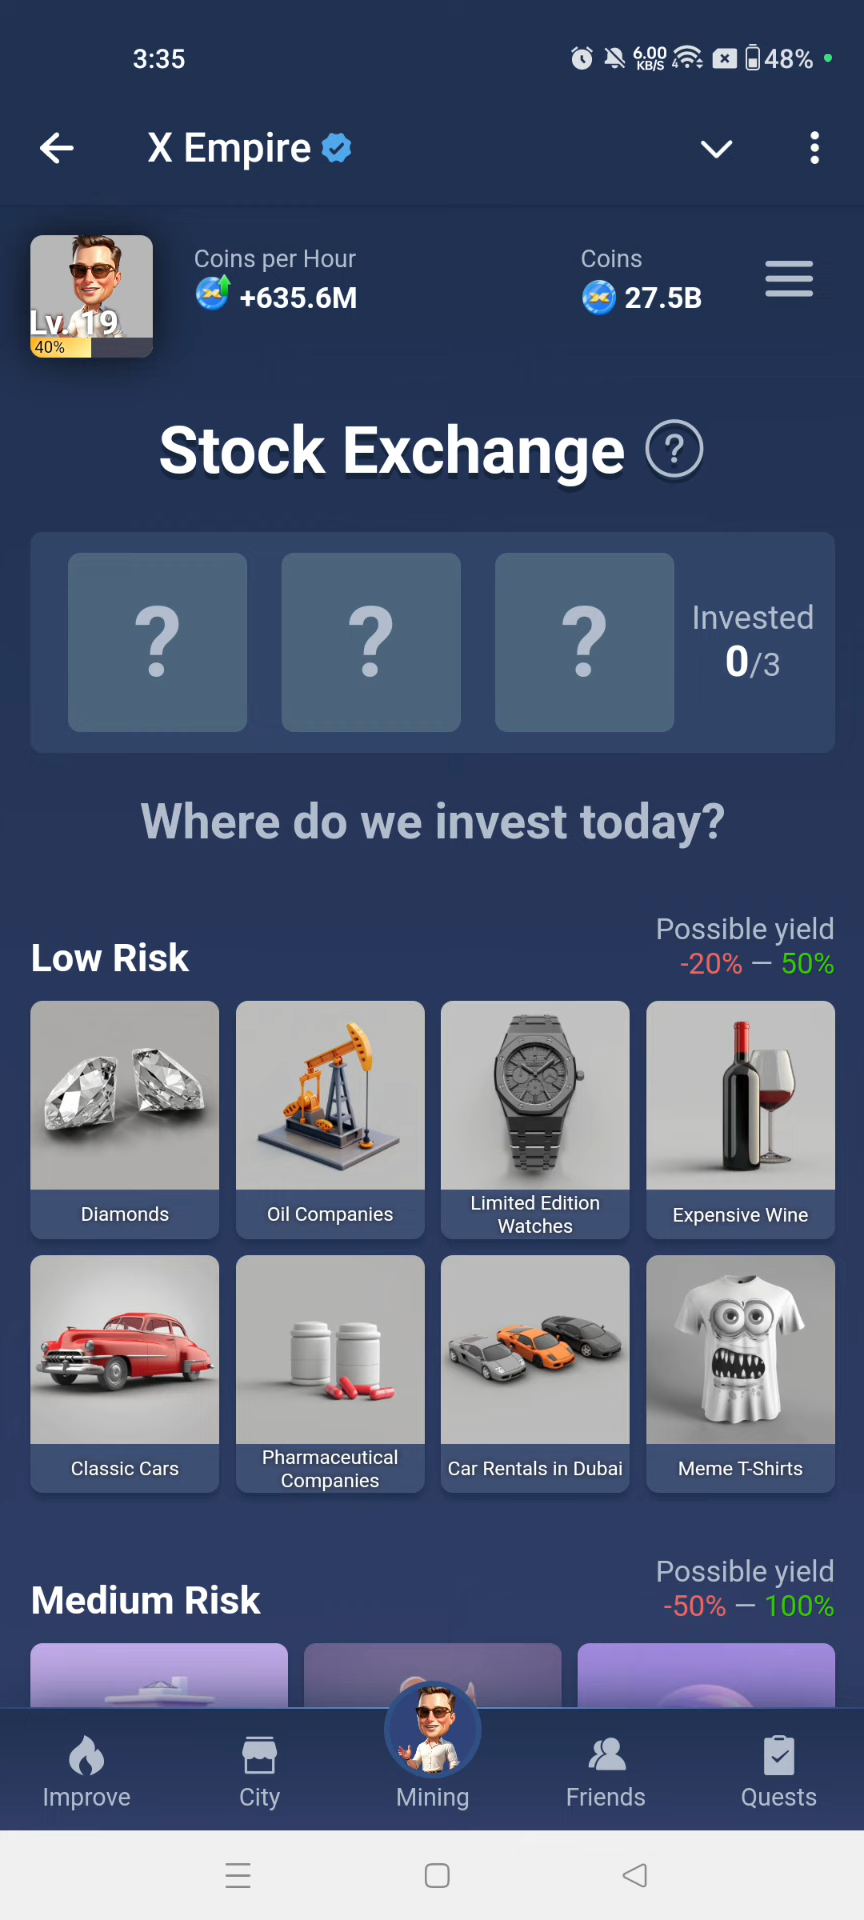 3:35
6.00
KB/S
4
48%
X Empire
Coins per Hour
+635.6M
Coins
27.5B
Lv. 19
40%
Stock Exchange ?
? ? ?
Invested
0/3
Where do we invest today?
Low Risk
Possible yield
-20% — 50%
Diamonds
Oil Companies
Limited Edition
Watches
Expensive Wine
Classic Cars
Pharmaceutical
Companies
Car Rentals in Dubai
Meme T-Shirts
Medium Risk
Possible yield
-50% — 100%
Improve
City
Mining
Friends
Quests